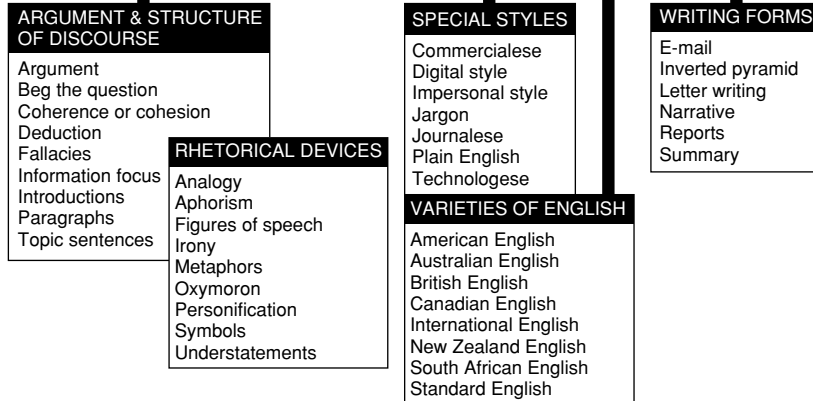 ARGUMENT & STRUCTURE
OF DISCOURSE
Argument
Beg the question
Coherence or cohesion
Deduction
Fallacies
Information focus
Introductions
Paragraphs
Topic sentences
RHETORICAL DEVICES
Analogy
Aphorism
Figures of speech
Irony
Metaphors
Oxymoron
Personification
Symbols
Understatements
SPECIAL STYLES
Commercialese
Digital style
Impersonal style
Jargon
Journalese
Plain English
Technologese
VARIETIES OF ENGLISH
American English
Australian English
British English
Canadian English
International English
New Zealand English
South African English
Standard English
WRITING FORMS
E-mail
Inverted pyramid
Letter writing
Narrative
Reports
Summary